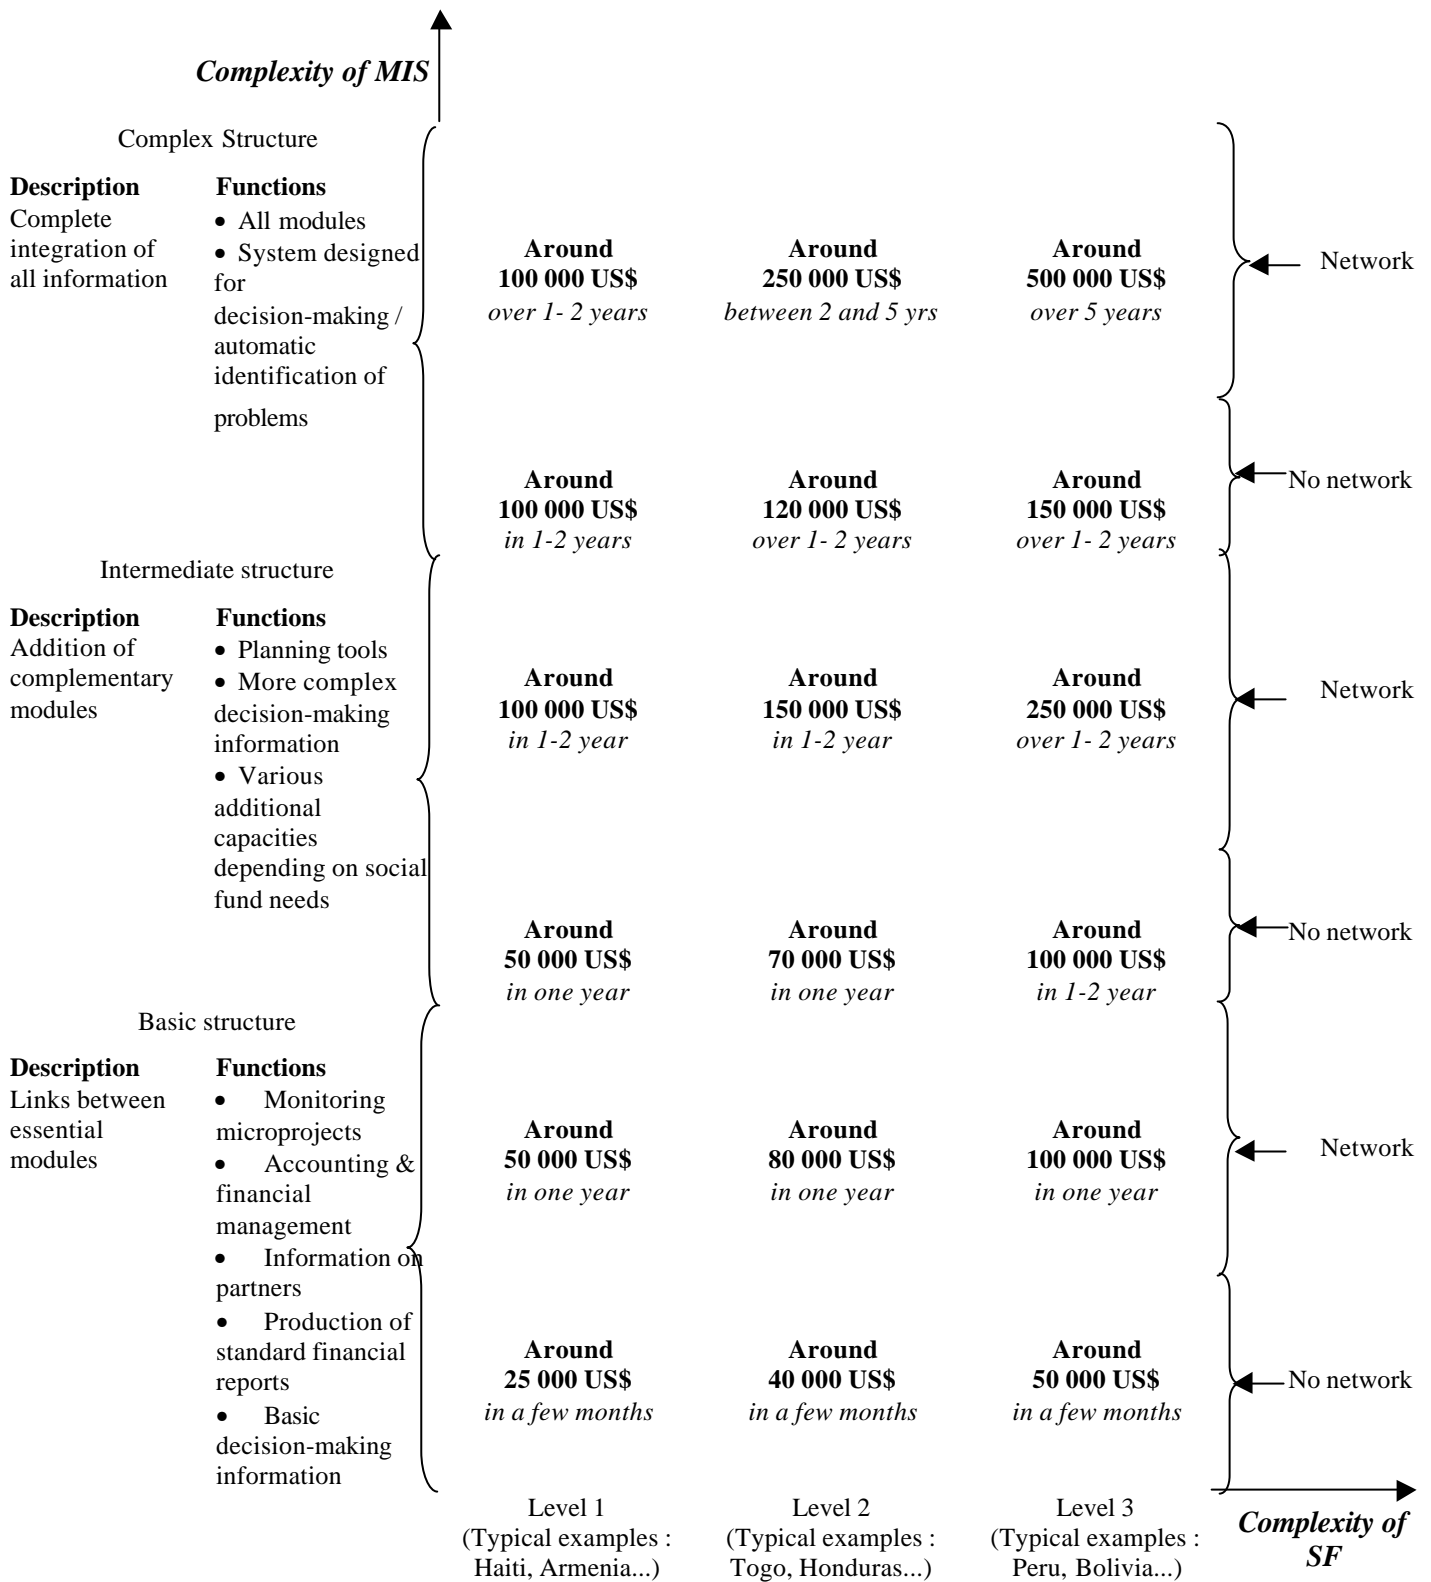 Complexity of MIS
Complex Structure
Description
Complete
integration of
all information
Functions
• All modules
• System designed
for
decision-making /
automatic
identification of
problems
Around
100 000 US$
over 1- 2 years
Around
250 000 US$
between 2 and 5 yrs
Around
500 000 US$
over 5 years
Network
Around
100 000 US$
in 1-2 years
Around
120 000 US$
over 1- 2 years
Around
150 000 US$
over 1- 2 years
No network
Intermediate structure
Description
Addition of
complementary
modules
Functions
• Planning tools
• More complex
decision-making
information
• Various
additional
capacities
depending on social
fund needs
Around
100 000 US$
in 1-2 year
Around
150 000 US$
in 1-2 year
Around
250 000 US$
over 1- 2 years
Network
Around
50 000 US$
in one year
Around
70 000 US$
in one year
Around
100 000 US$
in 1-2 year
No network
Basic structure
Description
Links between
essential
modules
Functions
• Monitoring
microprojects
• Accounting &
financial
management
• Information on
partners
• Production of
standard financial
reports
• Basic
decision-making
information
Around
50 000 US$
in one year
Around
80 000 US$
in one year
Around
100 000 US$
in one year
Network
Around
25 000 US$
in a few months
Around
40 000 US$
in a few months
Around
50 000 US$
in a few months
No network
Level 1
(Typical examples :
Haiti, Armenia...)
Level 2
(Typical examples :
Togo, Honduras...)
Level 3
(Typical examples :
Peru, Bolivia...)
Complexity of
SF